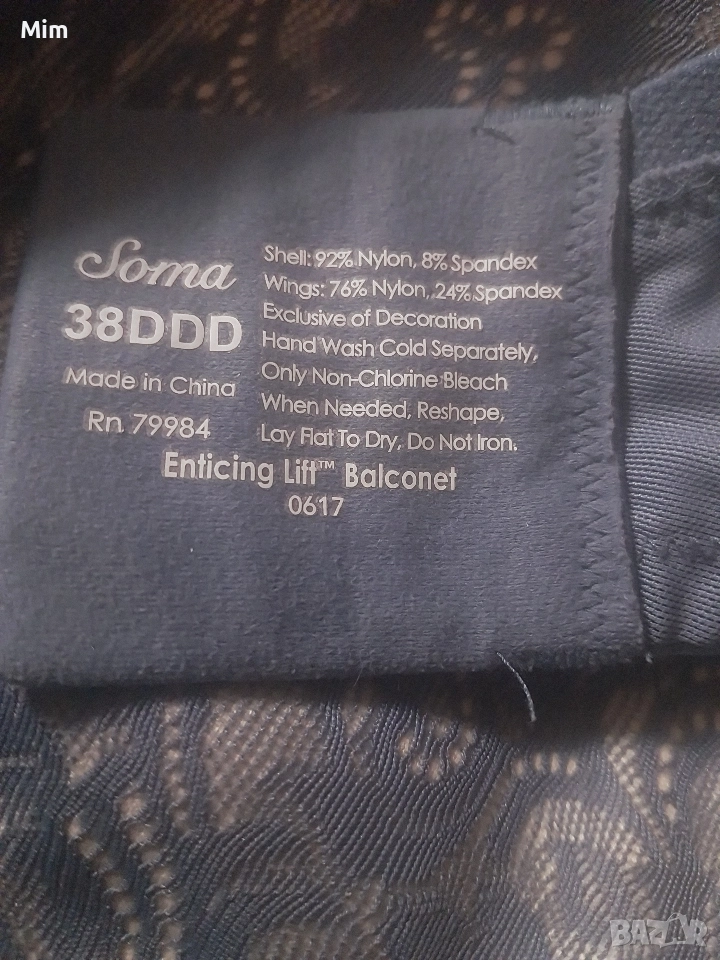 Mim
Soma
38DDD
Made in China
Rn 79984
Shell: 92% Nylon, 8% Spandex
Wings: 76% Nylon, 24% Spandex
Exclusive of Decoration
Hand Wash Cold Separately,
Only Non-Chlorine Bleach
When Needed, Reshape,
Lay Flat To Dry, Do Not Iron.
Enticing Lift™ Balconet
0617
BAZAR